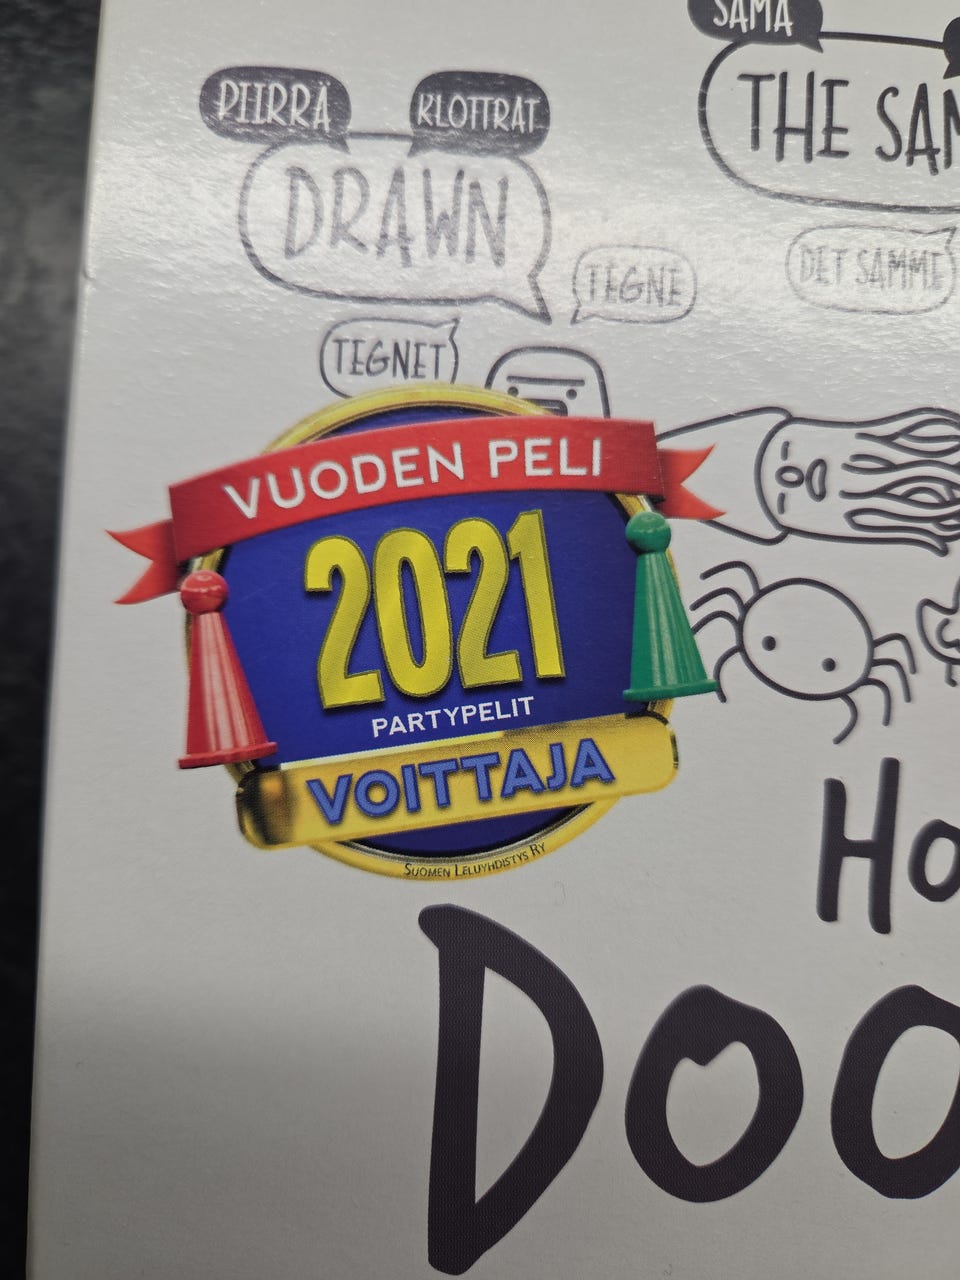 SAMA
THE SAM
PIIRRÄ
KLOTTRAT
DRAWN
TEGNE
DET SAMME
TEGNET
VUODEN PELI
2021
PARTYPELIT
VOITTAJA
SUOMEN LELUYHDISTYS RY
HO
DOO